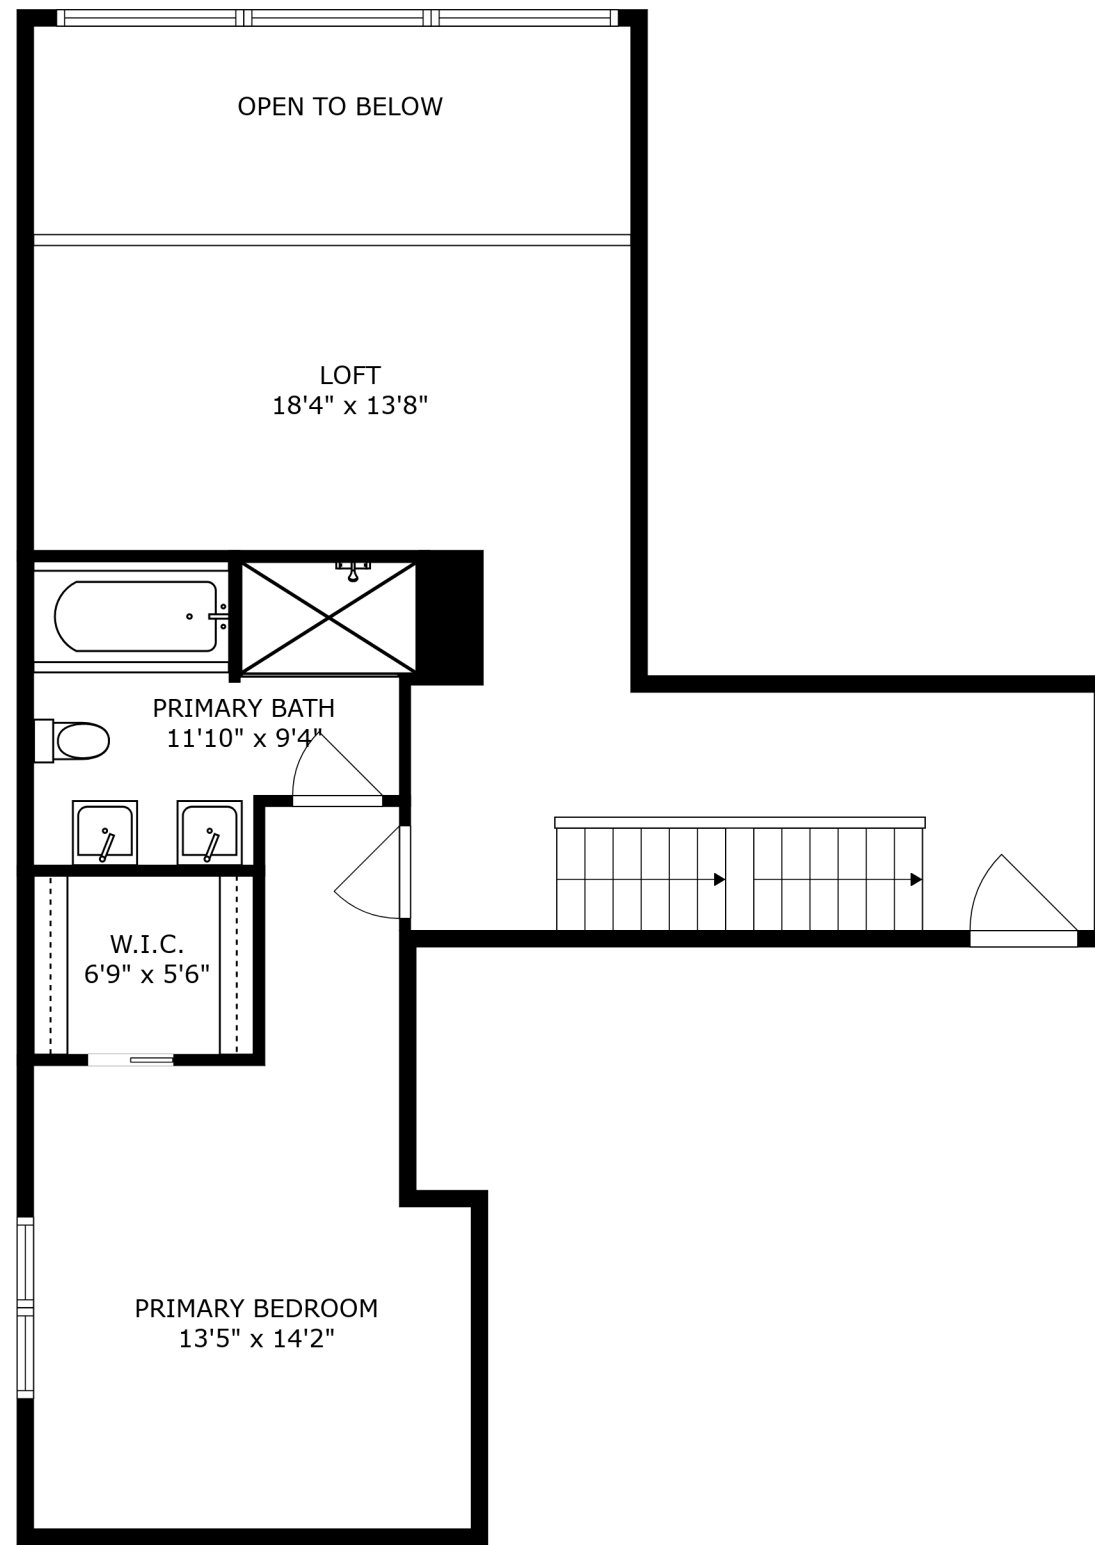 OPEN TO BELOW
LOFT
18'4" x 13'8"
PRIMARY BATH
11'10" x 9'4"
W.I.C.
6'9" x 5'6"
PRIMARY BEDROOM
13'5" x 14'2"